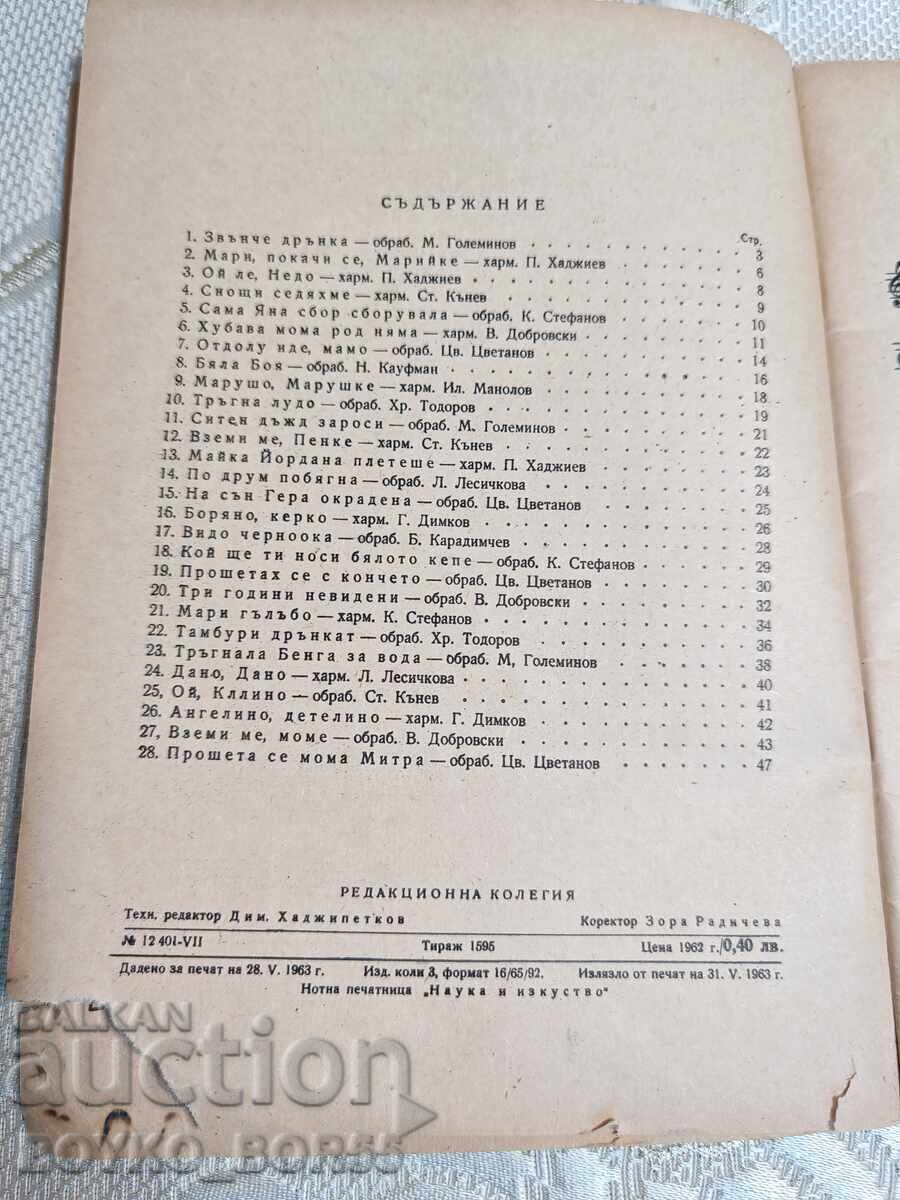 СЪДЪРЖАНИЕ
Стр.
1. Звънче дрънка — обраб. М. Големинов . . . . . 3
2. Мари, покачи се, Марийке — харм. П. Хаджиев . . . . . 6
3. Ой ле, Недо — харм. П. Хаджиев . . . . . 8
4. Снощи седяхме — харм. Ст. Кънев . . . . . 9
5. Сама Яна сбор сборувала — обраб. К. Стефанов . . . . . 10
6. Хубава мома род няма — харм. В. Добровски . . . . . 11
7. Отдолу иде, мамо — обраб. Цв. Цветанов . . . . . 14
8. Бяла Боя — обраб. Н. Кауфман . . . . . 16
9. Марушо, Марушке — харм. Ил. Манолов . . . . . 18
10. Тръгна лудо — обраб. Хр. Тодоров . . . . . 19
11. Ситен дъжд зароси — обраб. М. Големинов . . . . . 21
12. Вземи ме, Пенке — харм. Ст. Кънев . . . . . 22
13. Майка Йордана плетеше — харм. П. Хаджиев . . . . . 23
14. По друм побягна — обраб. Л. Лесичкова . . . . . 24
15. На сън Гера окрадена — обраб. Цв. Цветанов . . . . . 25
16. Боряно, керко — харм. Г. Димков . . . . . 26
17. Видо черноока — обраб. Б. Карадимчев . . . . . 28
18. Кой ще ти носи бялото кепе — обраб. К. Стефанов . . . . . 29
19. Прошетах се с кончето — обраб. Цв. Цветанов . . . . . 30
20. Три години невидени — обраб. В. Добровски . . . . . 32
21. Мари гълъбо — харм. К. Стефанов . . . . . 34
22. Тамбури дрънкат — обраб. Хр. Тодоров . . . . . 36
23. Тръгнала Бенга за вода — обраб. М, Големинов . . . . . 38
24. Дано, Дано — харм. Л. Лесичкова . . . . . 40
25, Ой, Кллино — обраб. Ст. Кънев . . . . . 41
26. Ангелино, детелино — харм. Г. Димков . . . . . 42
27, Вземи ме, моме — обраб. В. Добровски . . . . . 43
28. Прошета се мома Митра — обраб. Цв. Цветанов . . . . . 47
РЕДАКЦИОННА КОЛЕГИЯ
Техн. редактор Дим. Хаджипетков Коректор Зора Радичева
№ 12 401-VII Тираж 1595 Цена 1962 г./0,40 лв.
Дадено за печат на 28. V. 1963 г. Изд. коли 3, формат 16/65/92. Излязло от печат на 31. V. 1963 г.
Нотна печатница „Наука и изкуство“
BALKAN
auction
BOYKO_BOR55